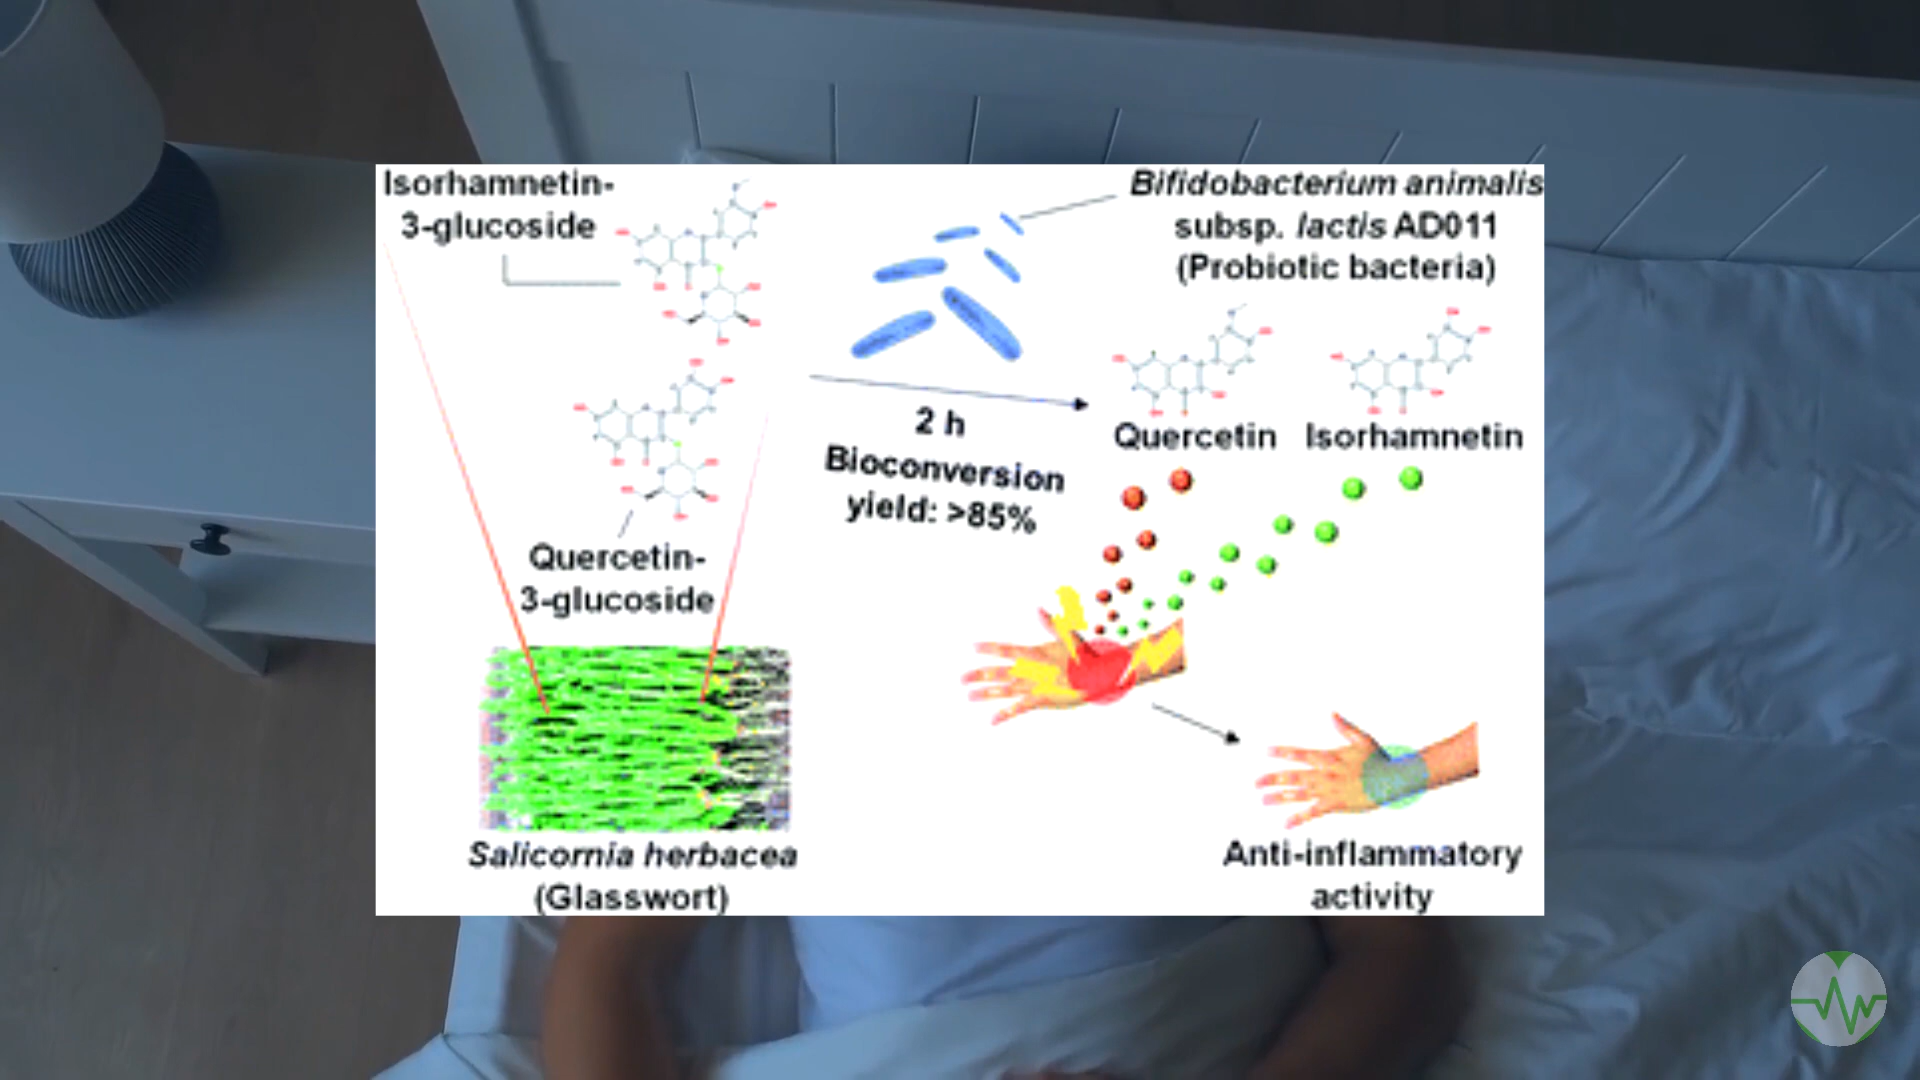 Isorhamnetin-
3-glucoside
Quercetin-
3-glucoside
Salicornia herbacea
(Glasswort)
2 h
Bioconversion
yield: >85%
Bifidobacterium animalis
subsp. lactis AD011
(Probiotic bacteria)
Quercetin
Isorhamnetin
Anti-inflammatory
activity